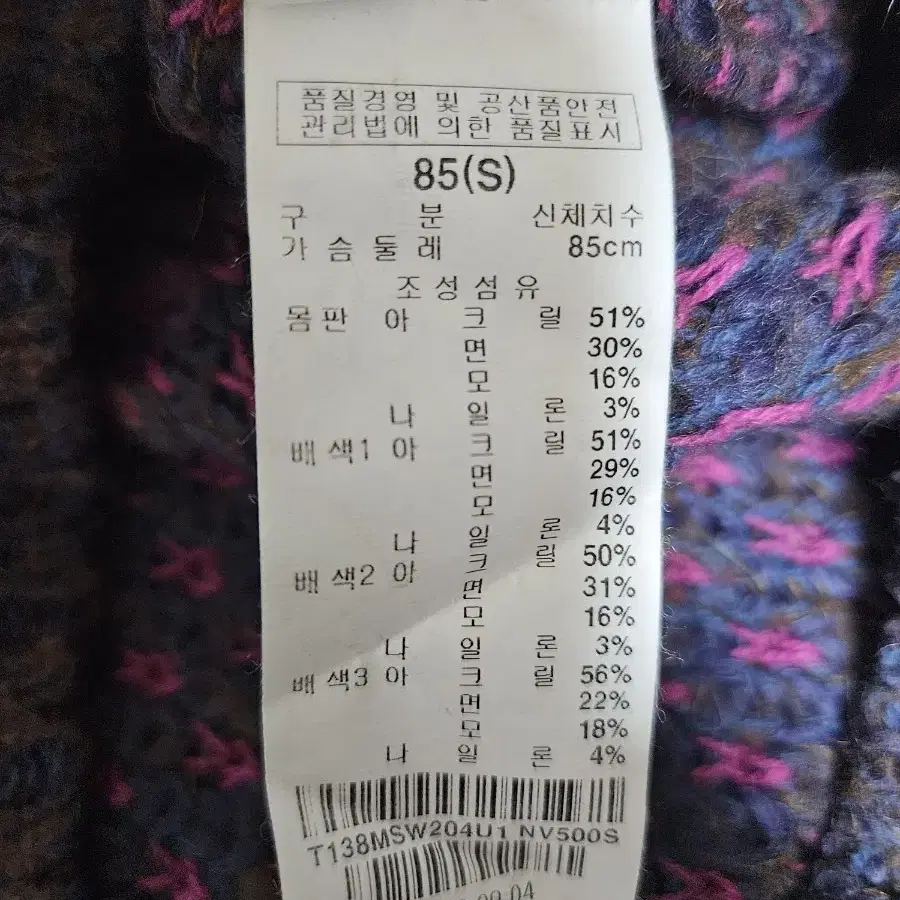 품질경영 및 공산품안전
관리법에 의한 품질표시
85(S)
구 분 신체치수
가 슴 둘 레 85cm
조 성 섬 유
몸 판 아 크 릴 51%
면 30%
모 16%
나 일 론 3%
배 색1 아 크 릴 51%
면 29%
모 16%
나 일 론 4%
배 색2 아 크 릴 50%
면 31%
모 16%
나 일 론 3%
배 색3 아 크 릴 56%
면 22%
모 18%
나 일 론 4%
T138MSW204U1 NV500S